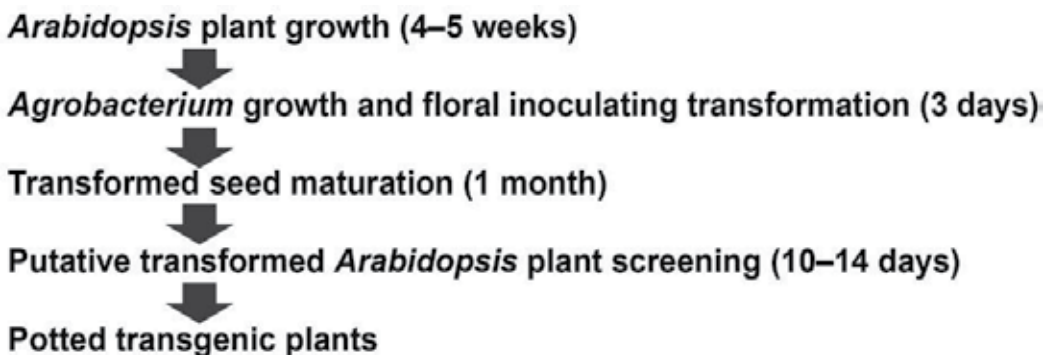 Arabidopsis plant growth (4–5 weeks)
Agrobacterium growth and floral inoculating transformation (3 days)
Transformed seed maturation (1 month)
Putative transformed Arabidopsis plant screening (10–14 days)
Potted transgenic plants